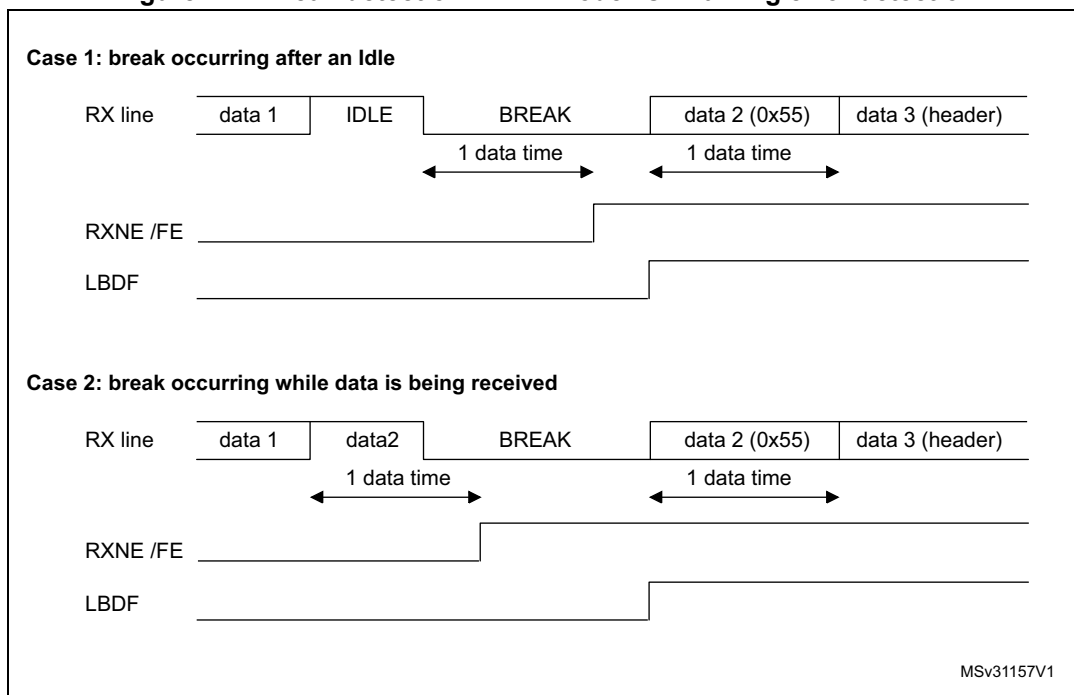 Case 1: break occurring after an Idle
RX line data 1 IDLE BREAK data 2 (0x55) data 3 (header)
1 data time 1 data time
RXNE /FE
LBDF
Case 2: break occurring while data is being received
RX line data 1 data2 BREAK data 2 (0x55) data 3 (header)
1 data time 1 data time
RXNE /FE
LBDF
MSv31157V1